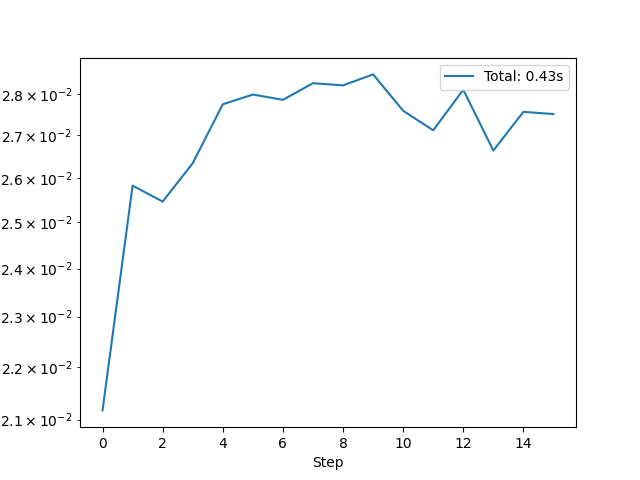 Total: 0.43s
2.8 × 10⁻²
2.7 × 10⁻²
2.6 × 10⁻²
2.5 × 10⁻²
2.4 × 10⁻²
2.3 × 10⁻²
2.2 × 10⁻²
2.1 × 10⁻²
0 2 4 6 8 10 12 14
Step